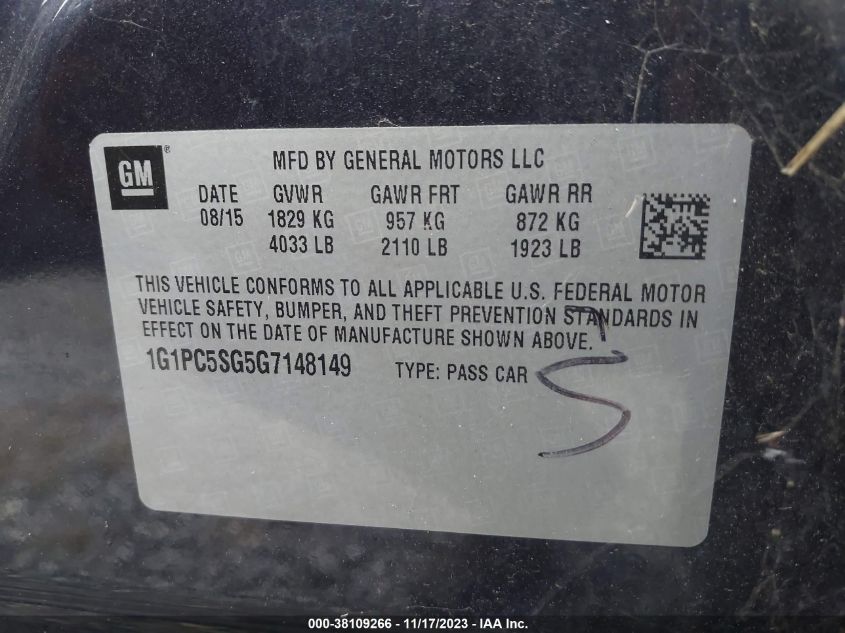 GM® MFD BY GENERAL MOTORS LLC
DATE GVWR GAWR FRT GAWR RR
08/15 1829 KG 957 KG 872 KG
4033 LB 2110 LB 1923 LB
THIS VEHICLE CONFORMS TO ALL APPLICABLE U.S. FEDERAL MOTOR
VEHICLE SAFETY, BUMPER, AND THEFT PREVENTION STANDARDS IN
EFFECT ON THE DATE OF MANUFACTURE SHOWN ABOVE.
1G1PC5SG5G7148149 TYPE: PASS CAR
5
000-38109266 - 11/17/2023 - IAA Inc.